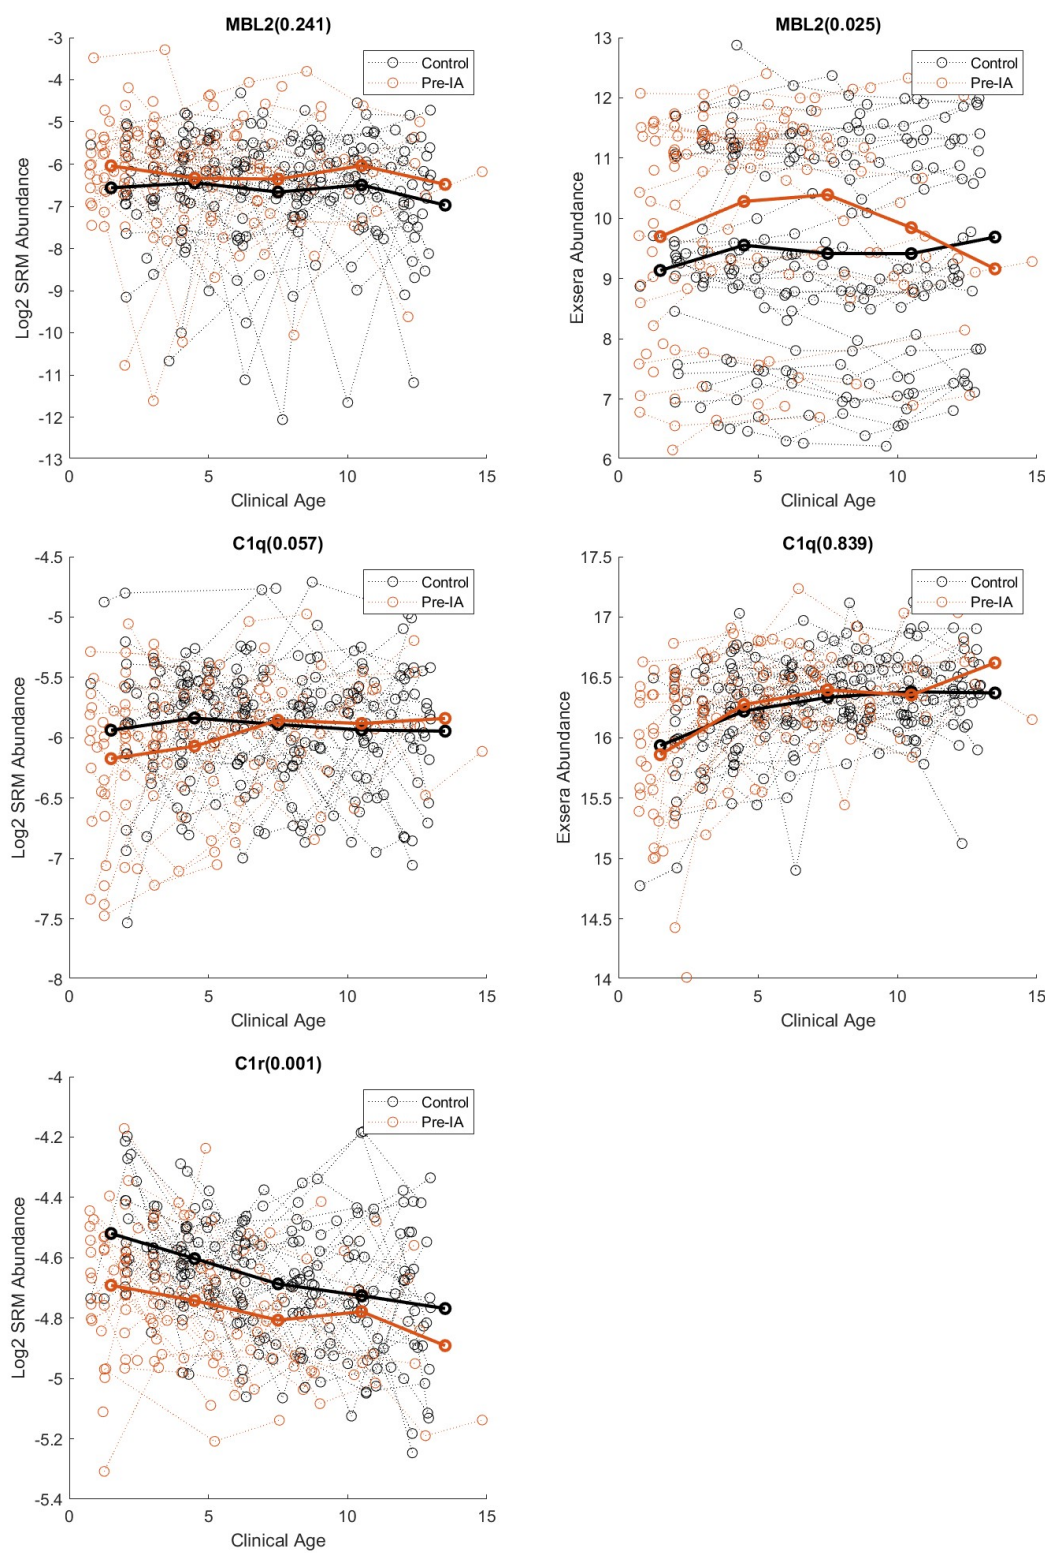 MBL2(0.241)
-3
-4
-5
-6
-7
-8
-9
-10
-11
-12
-13
Log2 SRM Abundance
Control
Pre-IA
0
5
10
15
Clinical Age
MBL2(0.025)
13
12
11
10
9
8
7
6
Exsera Abundance
Control
Pre-IA
0
5
10
15
Clinical Age
C1q(0.057)
-4.5
-5
-5.5
-6
-6.5
-7
-7.5
-8
Log2 SRM Abundance
Control
Pre-IA
0
5
10
15
Clinical Age
C1q(0.839)
17.5
17
16.5
16
15.5
15
14.5
14
Exsera Abundance
Control
Pre-IA
0
5
10
15
Clinical Age
C1r(0.001)
-4
-4.2
-4.4
-4.6
-4.8
-5
-5.2
-5.4
Log2 SRM Abundance
Control
Pre-IA
0
5
10
15
Clinical Age